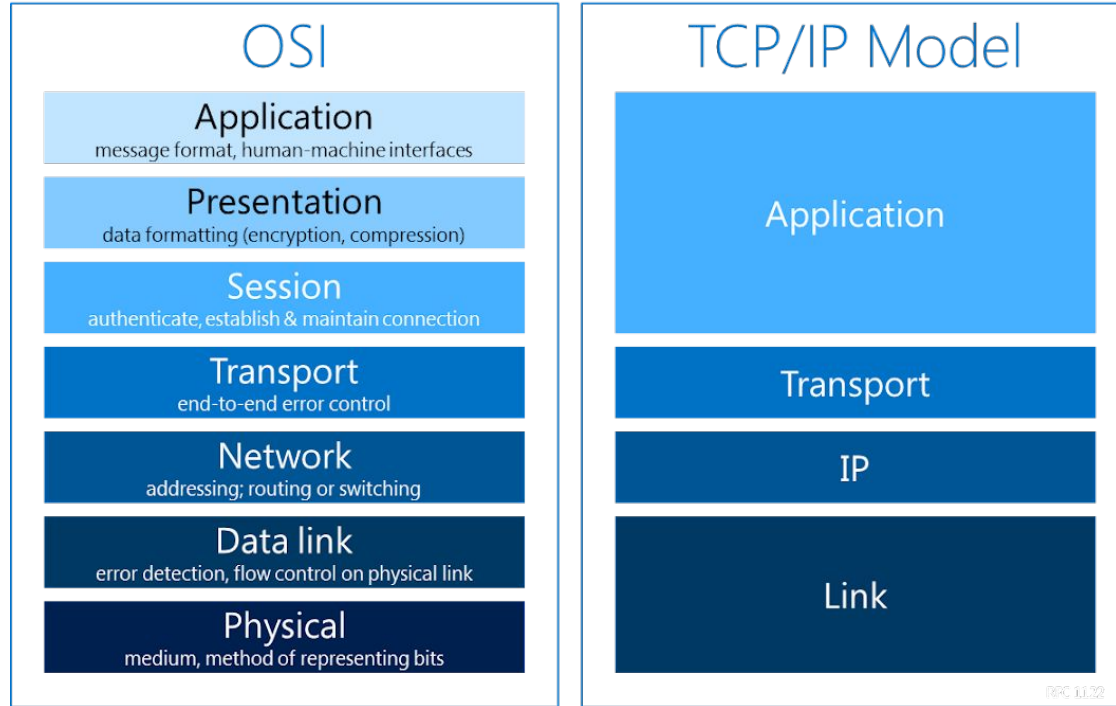 OSI
Application
message format, human-machine interfaces
Presentation
data formatting (encryption, compression)
Session
authenticate, establish & maintain connection
Transport
end-to-end error control
Network
addressing; routing or switching
Data link
error detection, flow control on physical link
Physical
medium, method of representing bits
TCP/IP Model
Application
Transport
IP
Link
RFC 1122